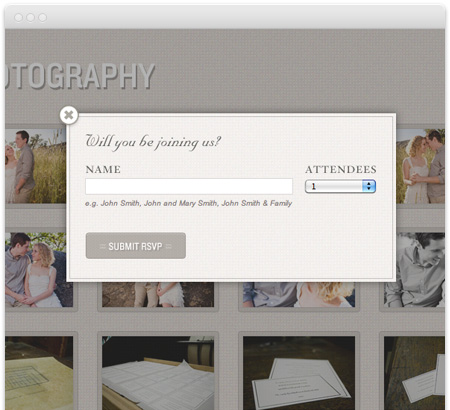 OTOGRAPHY
Will you be joining us?
NAME ATTENDEES
1
e.g. John Smith, John and Mary Smith, John Smith & Family
SUBMIT RSVP